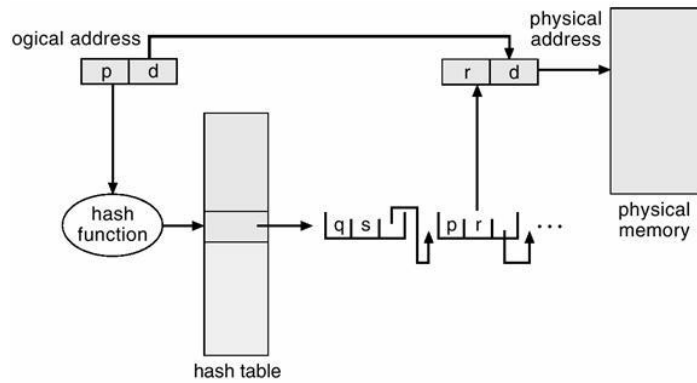 ogical address
physical
address
p d
r d
hash
function
q s
p r
...
physical
memory
hash table